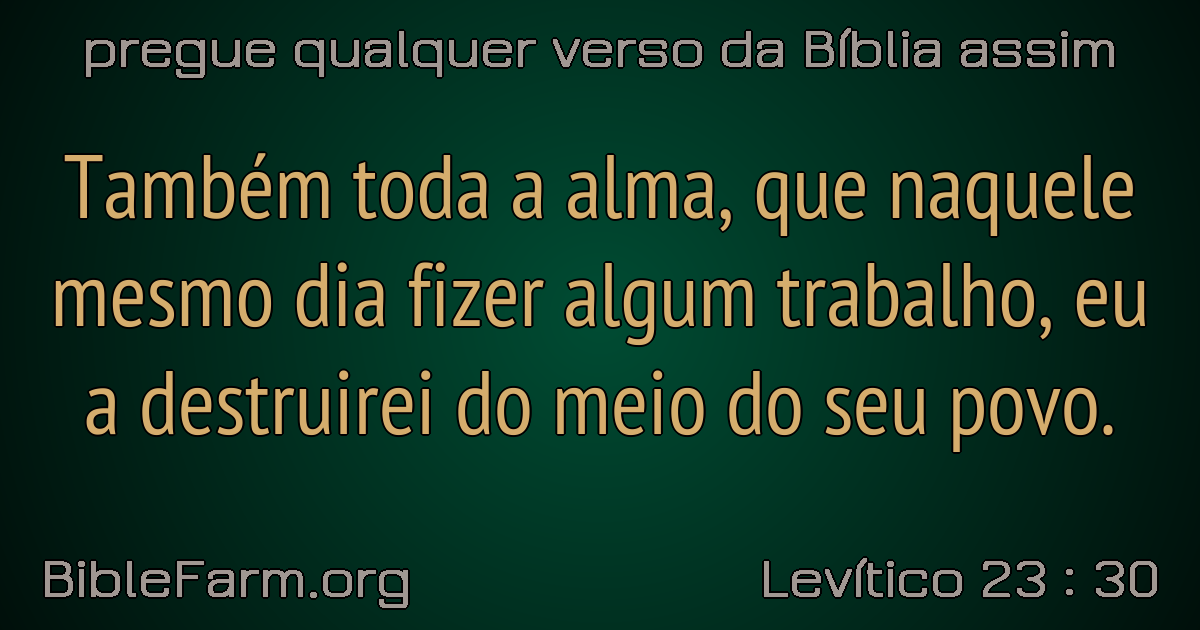 pregue qualquer verso da Bíblia assim
Também toda a alma, que naquele
mesmo dia fizer algum trabalho, eu
a destruirei do meio do seu povo.
BibleFarm.org
Levítico 23 : 30